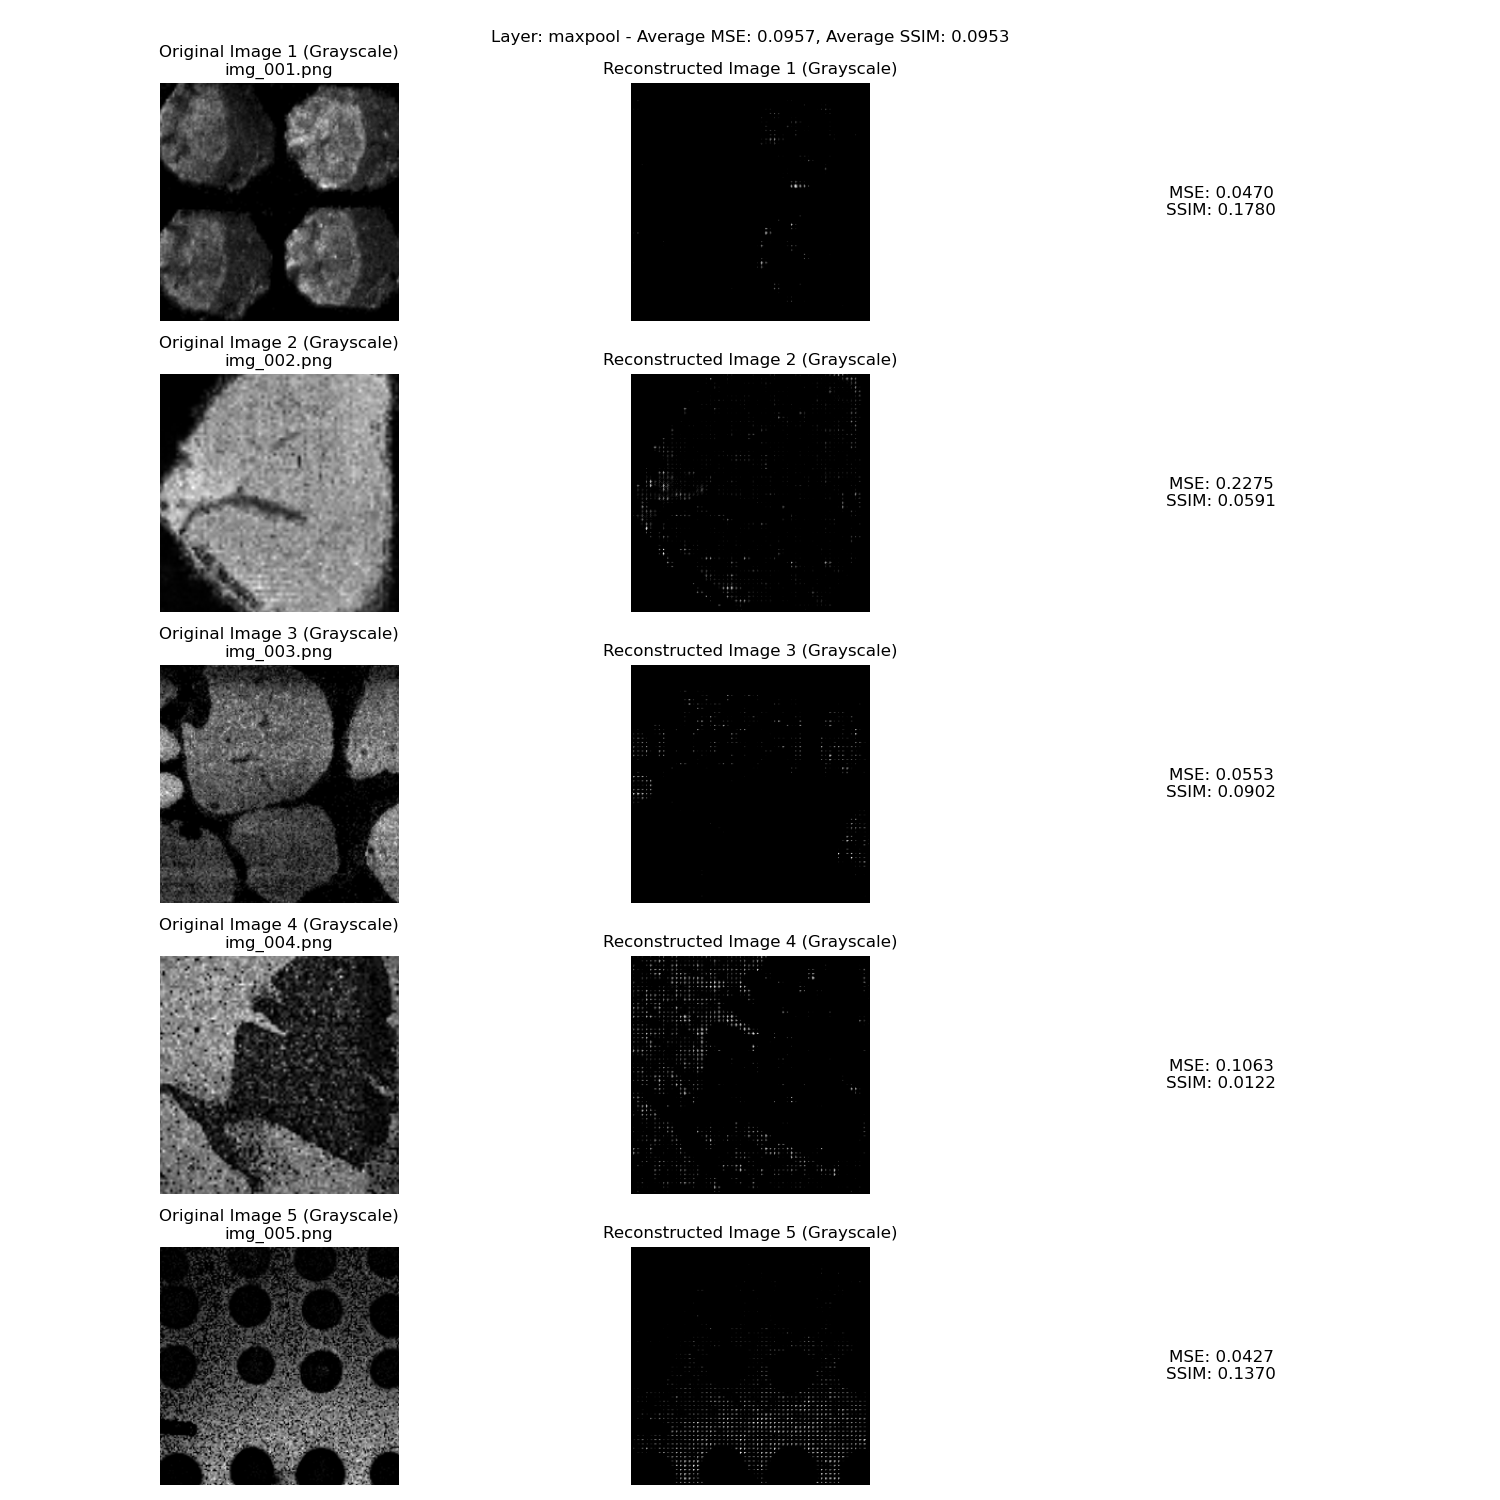 Layer: maxpool - Average MSE: 0.0957, Average SSIM: 0.0953
Original Image 1 (Grayscale)
img_001.png
Reconstructed Image 1 (Grayscale)
MSE: 0.0470
SSIM: 0.1780
Original Image 2 (Grayscale)
img_002.png
Reconstructed Image 2 (Grayscale)
MSE: 0.2275
SSIM: 0.0591
Original Image 3 (Grayscale)
img_003.png
Reconstructed Image 3 (Grayscale)
MSE: 0.0553
SSIM: 0.0902
Original Image 4 (Grayscale)
img_004.png
Reconstructed Image 4 (Grayscale)
MSE: 0.1063
SSIM: 0.0122
Original Image 5 (Grayscale)
img_005.png
Reconstructed Image 5 (Grayscale)
MSE: 0.0427
SSIM: 0.1370